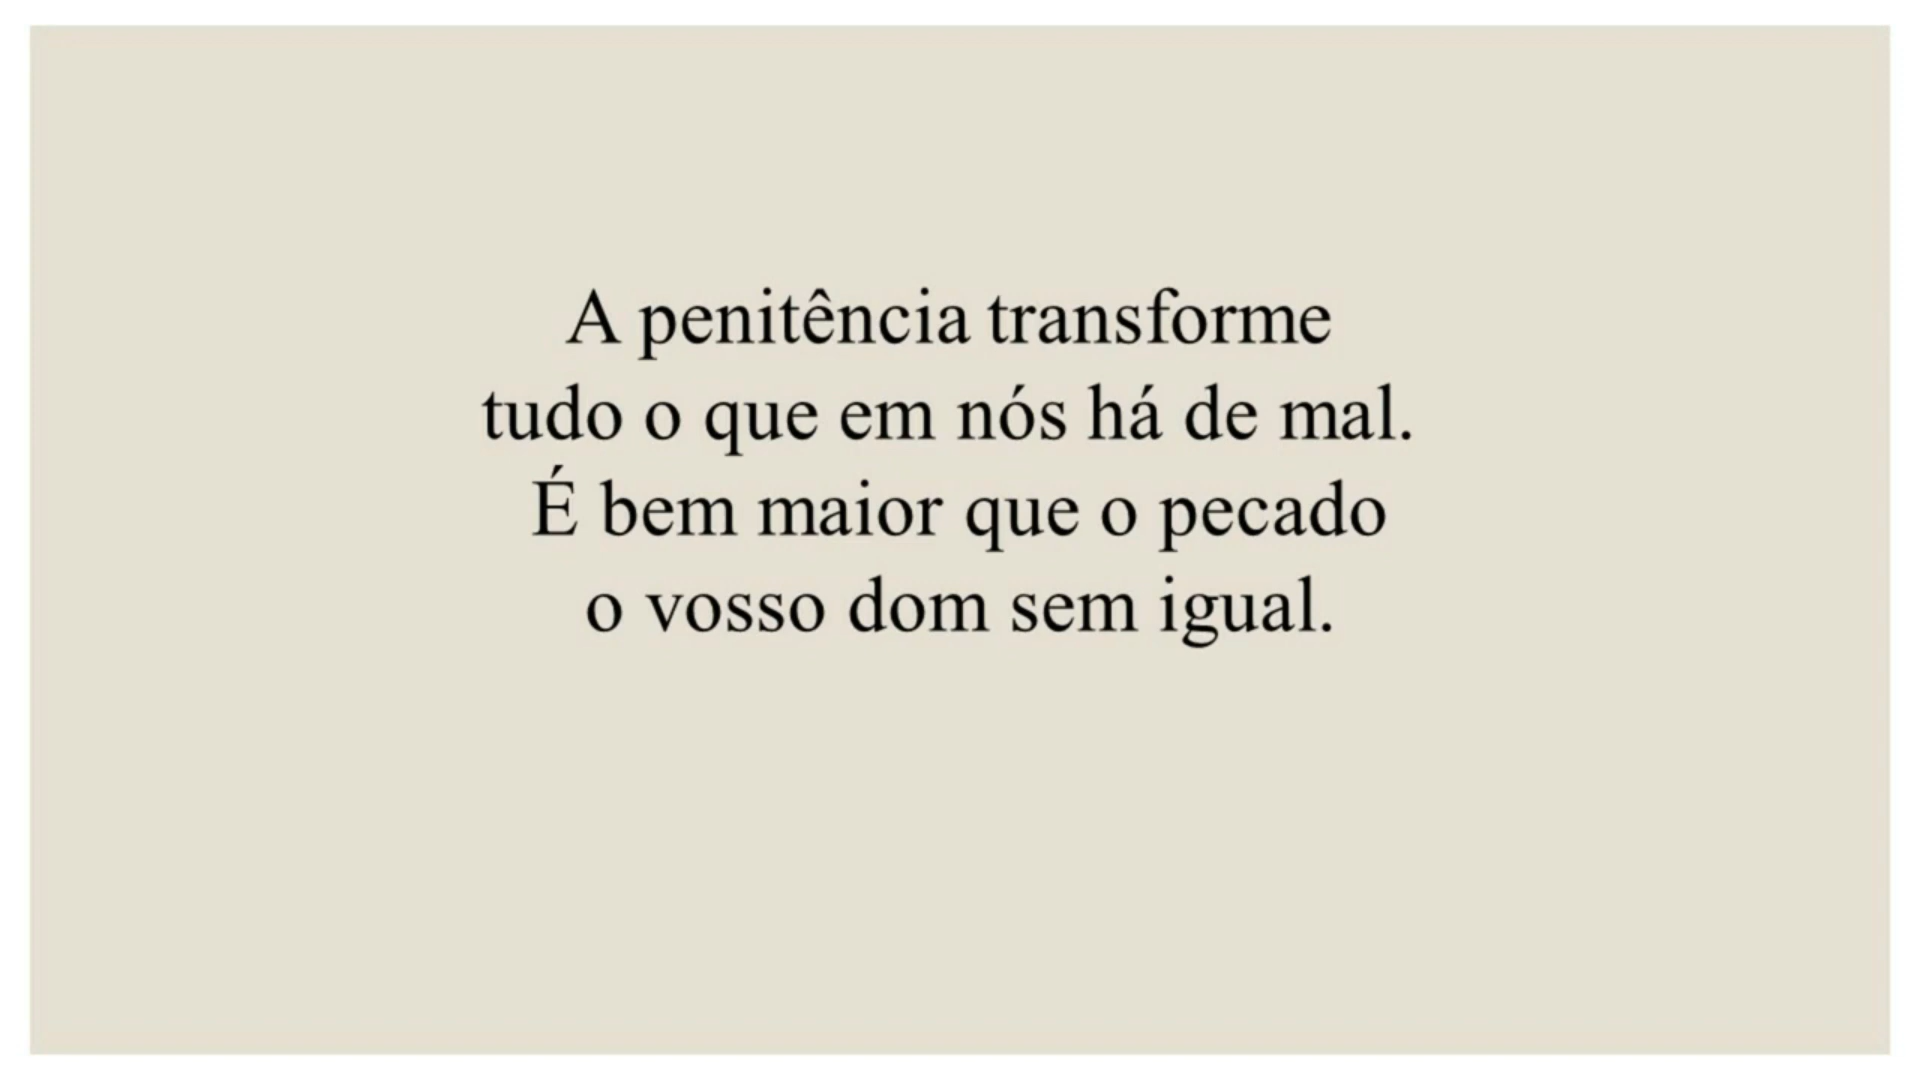 A penitência transforme
tudo o que em nós há de mal.
É bem maior que o pecado
o vosso dom sem igual.